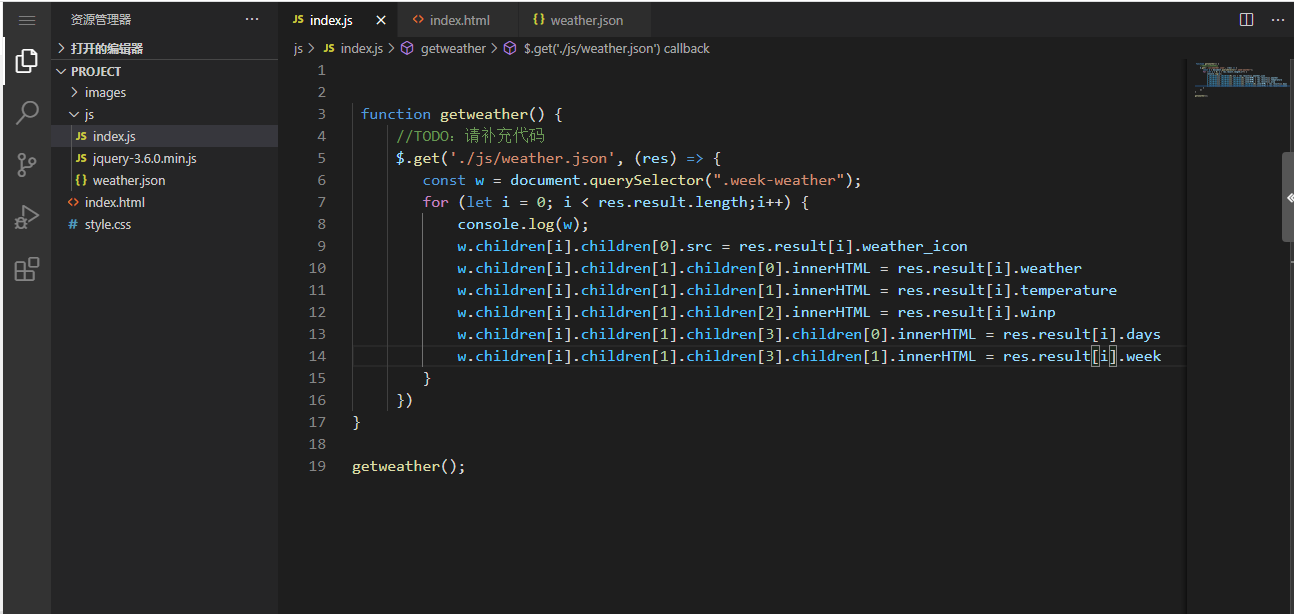 资源管理器
打开的编辑器
PROJECT
images
js
JS index.js
JS jquery-3.6.0.min.js
{} weather.json
<> index.html
# style.css
JS index.js
<> index.html
{} weather.json
js > JS index.js > getweather > $.get('./js/weather.json') callback
1
2
3 function getweather() {
4 //TODO：请补充代码
5 $.get('./js/weather.json', (res) => {
6 const w = document.querySelector(".week-weather");
7 for (let i = 0; i < res.result.length;i++) {
8 console.log(w);
9 w.children[i].children[0].src = res.result[i].weather_icon
10 w.children[i].children[1].children[0].innerHTML = res.result[i].weather
11 w.children[i].children[1].children[1].innerHTML = res.result[i].temperature
12 w.children[i].children[1].children[2].innerHTML = res.result[i].winp
13 w.children[i].children[1].children[3].children[0].innerHTML = res.result[i].days
14 w.children[i].children[1].children[3].children[1].innerHTML = res.result[i].week
15 }
16 })
17 }
18
19 getweather();